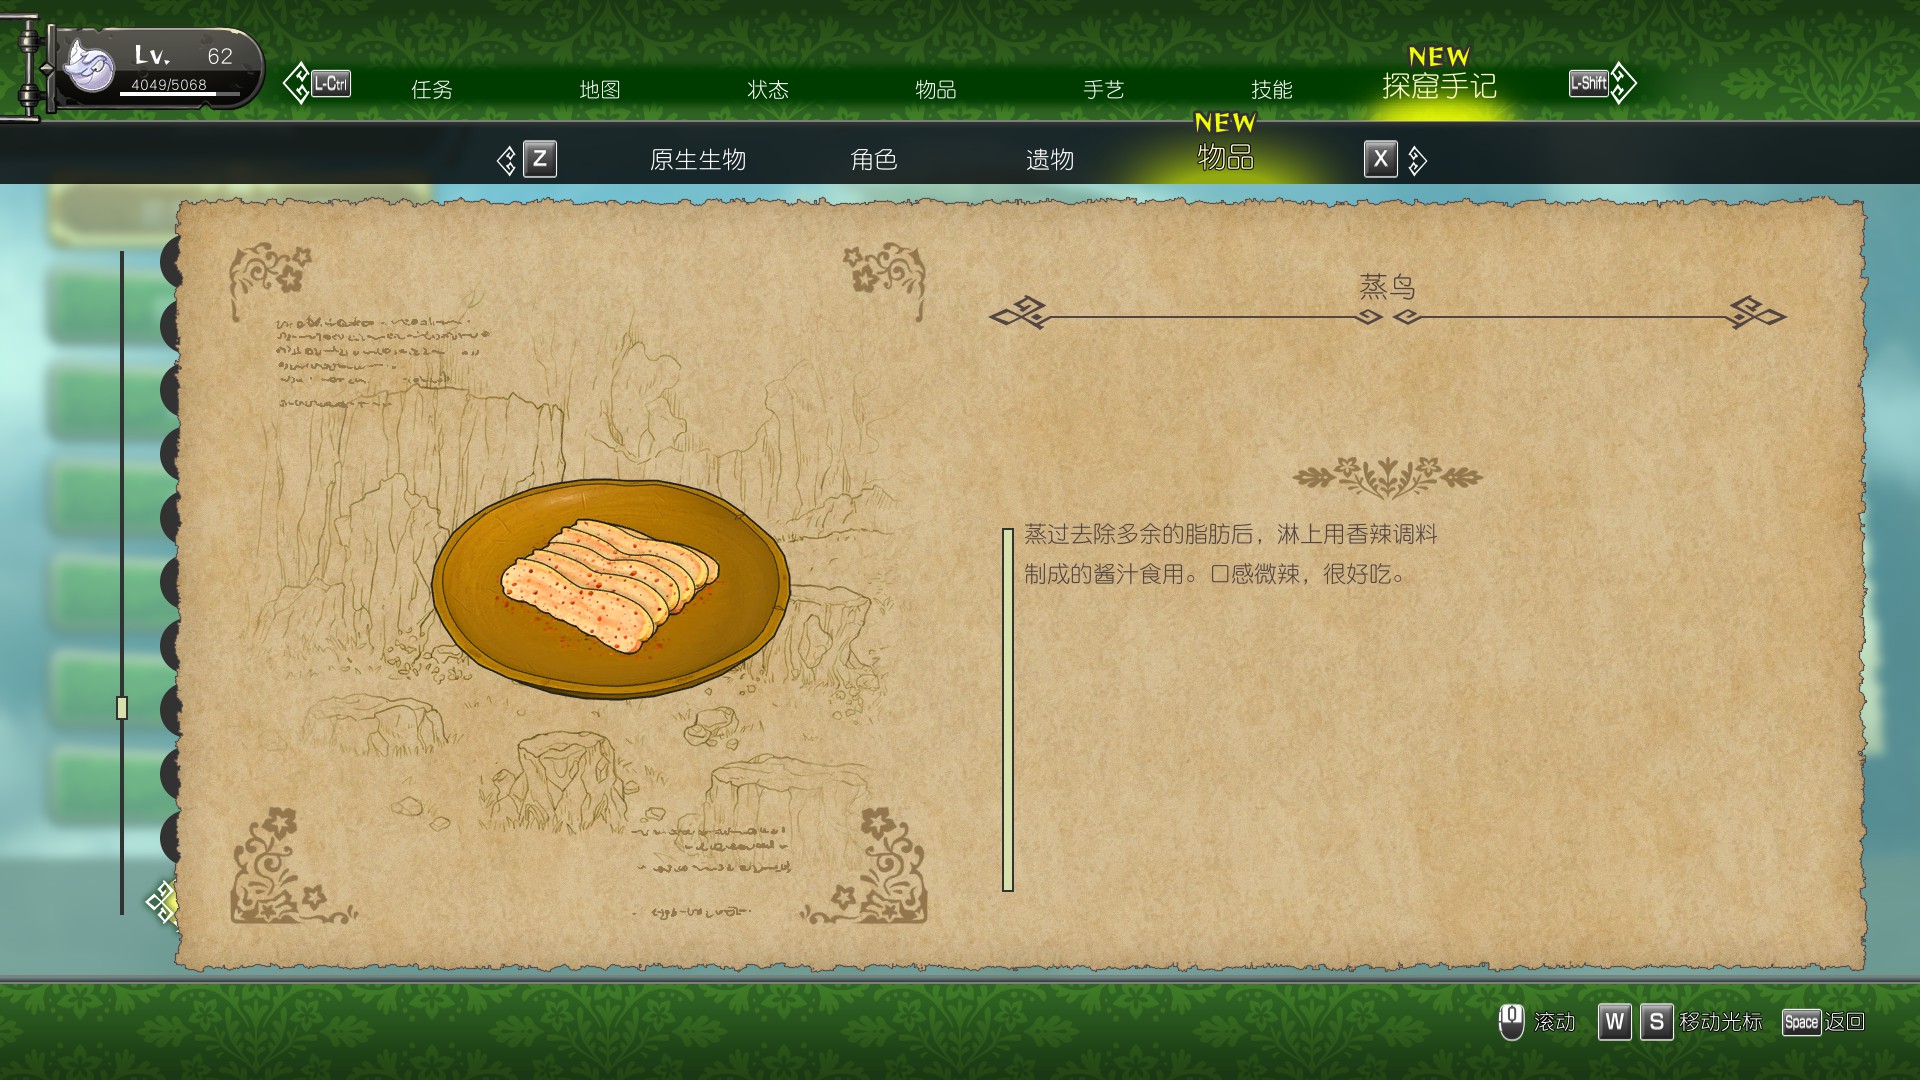 Lv. 62
4049/5068
L-Ctrl
任务
地图
状态
物品
手艺
技能
NEW
探窟手记
L-Shift
Z
原生生物
角色
遗物
NEW
物品
X
蒸鸟
蒸过去除多余的脂肪后，淋上用香辣调料
制成的酱汁食用。口感微辣，很好吃。
滚动
W S 移动光标
Space 返回